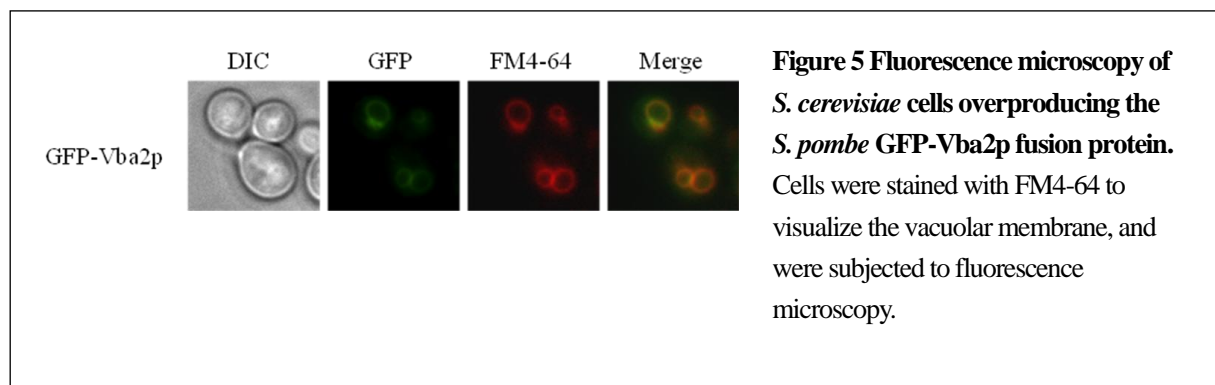 DIC GFP FM4-64 Merge
GFP-Vba2p
Figure 5 Fluorescence microscopy of
S. cerevisiae cells overproducing the
S. pombe GFP-Vba2p fusion protein.
Cells were stained with FM4-64 to
visualize the vacuolar membrane, and
were subjected to fluorescence
microscopy.